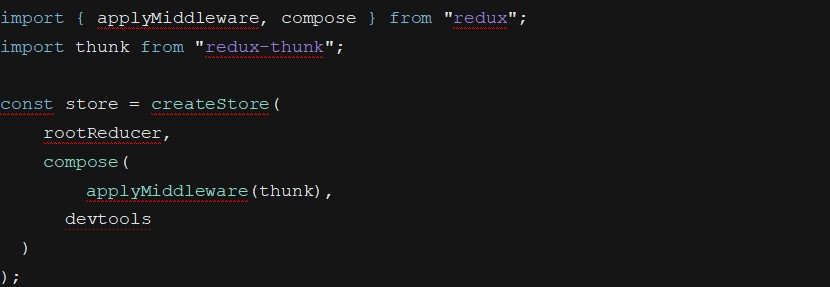 import { applyMiddleware, compose } from "redux";
import thunk from "redux-thunk";
const store = createStore(
rootReducer,
compose(
applyMiddleware(thunk),
devtools
)
);